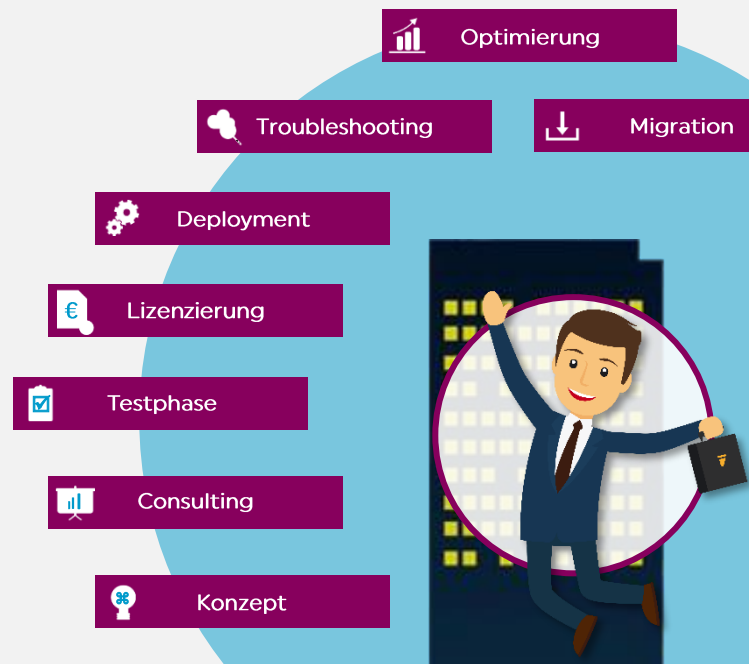 Optimierung
Troubleshooting
Migration
Deployment
€
Lizenzierung
Testphase
Consulting
Konzept